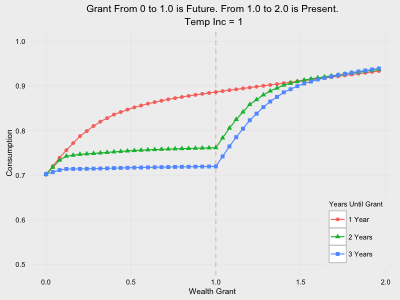 Grant From 0 to 1.0 is Future. From 1.0 to 2.0 is Present.
Temp Inc = 1
1.0
0.9
0.8
0.7
0.6
0.5
Consumption
0.0
0.5
1.0
1.5
2.0
Wealth Grant
Years Until Grant
1 Year
2 Years
3 Years